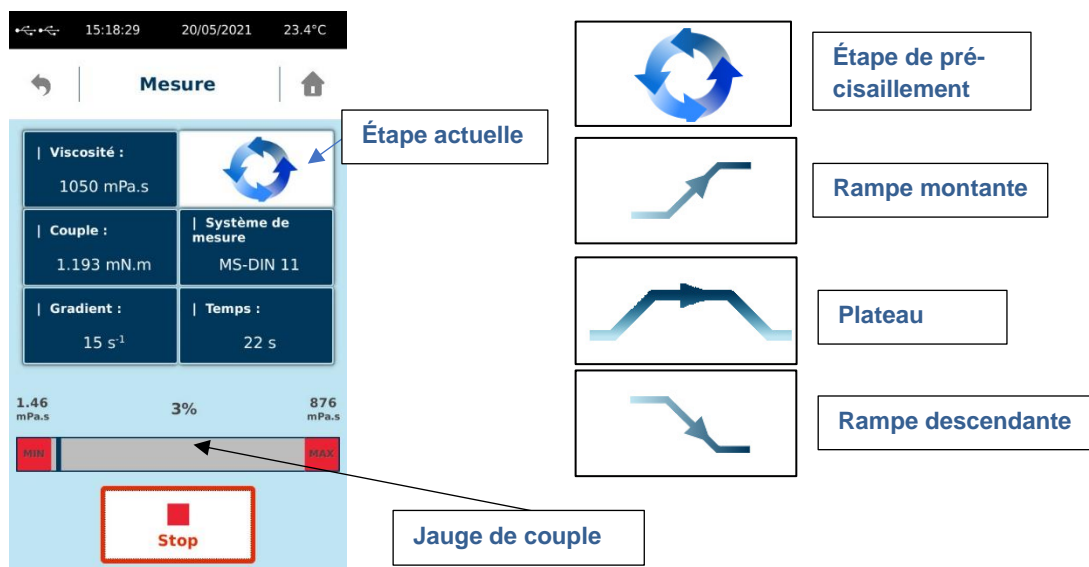 15:18:29 20/05/2021 23.4°C
Mesure
| Viscosité :
1050 mPa.s
| Couple :
1.193 mN.m
| Système de
mesure
MS-DIN 11
| Gradient :
15 s⁻¹
| Temps :
22 s
1.46
mPa.s
3%
876
mPa.s
MIN
MAX
Stop
Étape actuelle
Jauge de couple
Étape de pré-
cisaillement
Rampe montante
Plateau
Rampe descendante